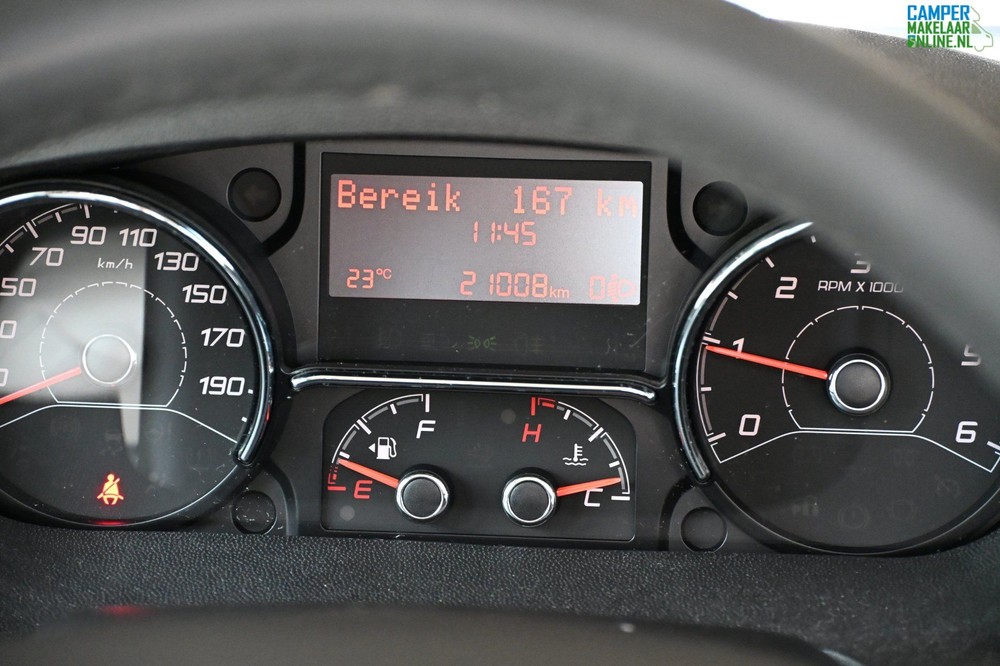 CAMPER
MAKELAAR
ONLINE.NL
Bereik 167 km
11:45
23°C 21008km
50 70 90 110 130 150 170 190
km/h
0 1 2 3 5 6
RPM X 1000
F
E
H
C